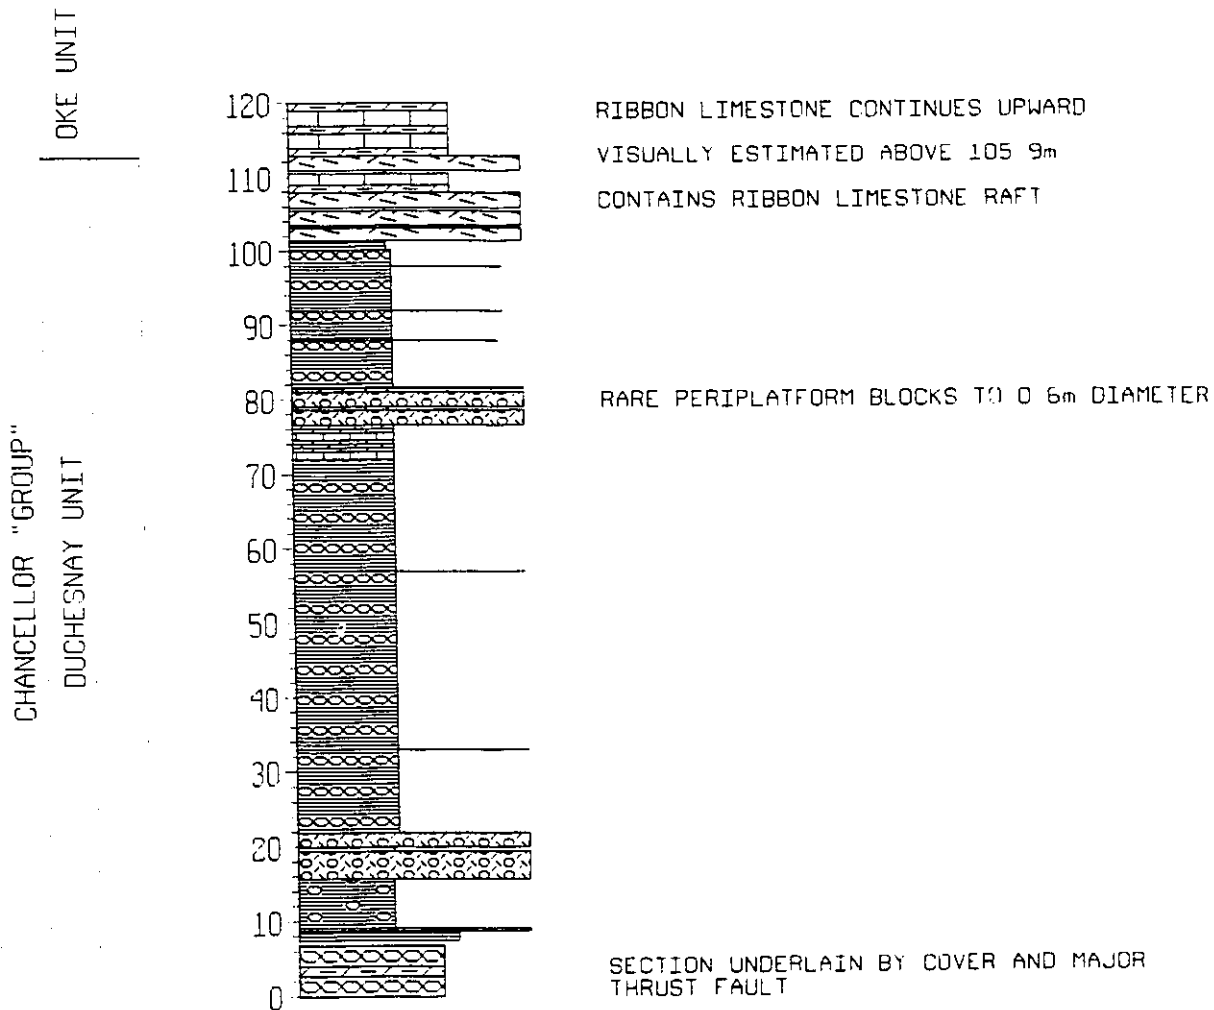 OKE UNIT
CHANCELLOR "GROUP"
DUCHESNAY UNIT
120
110
100
90
80
70
60
50
40
30
20
10
0
RIBBON LIMESTONE CONTINUES UPWARD
VISUALLY ESTIMATED ABOVE 105 9m
CONTAINS RIBBON LIMESTONE RAFT
RARE PERIPLATFORM BLOCKS TO 0 6m DIAMETER
SECTION UNDERLAIN BY COVER AND MAJOR
THRUST FAULT